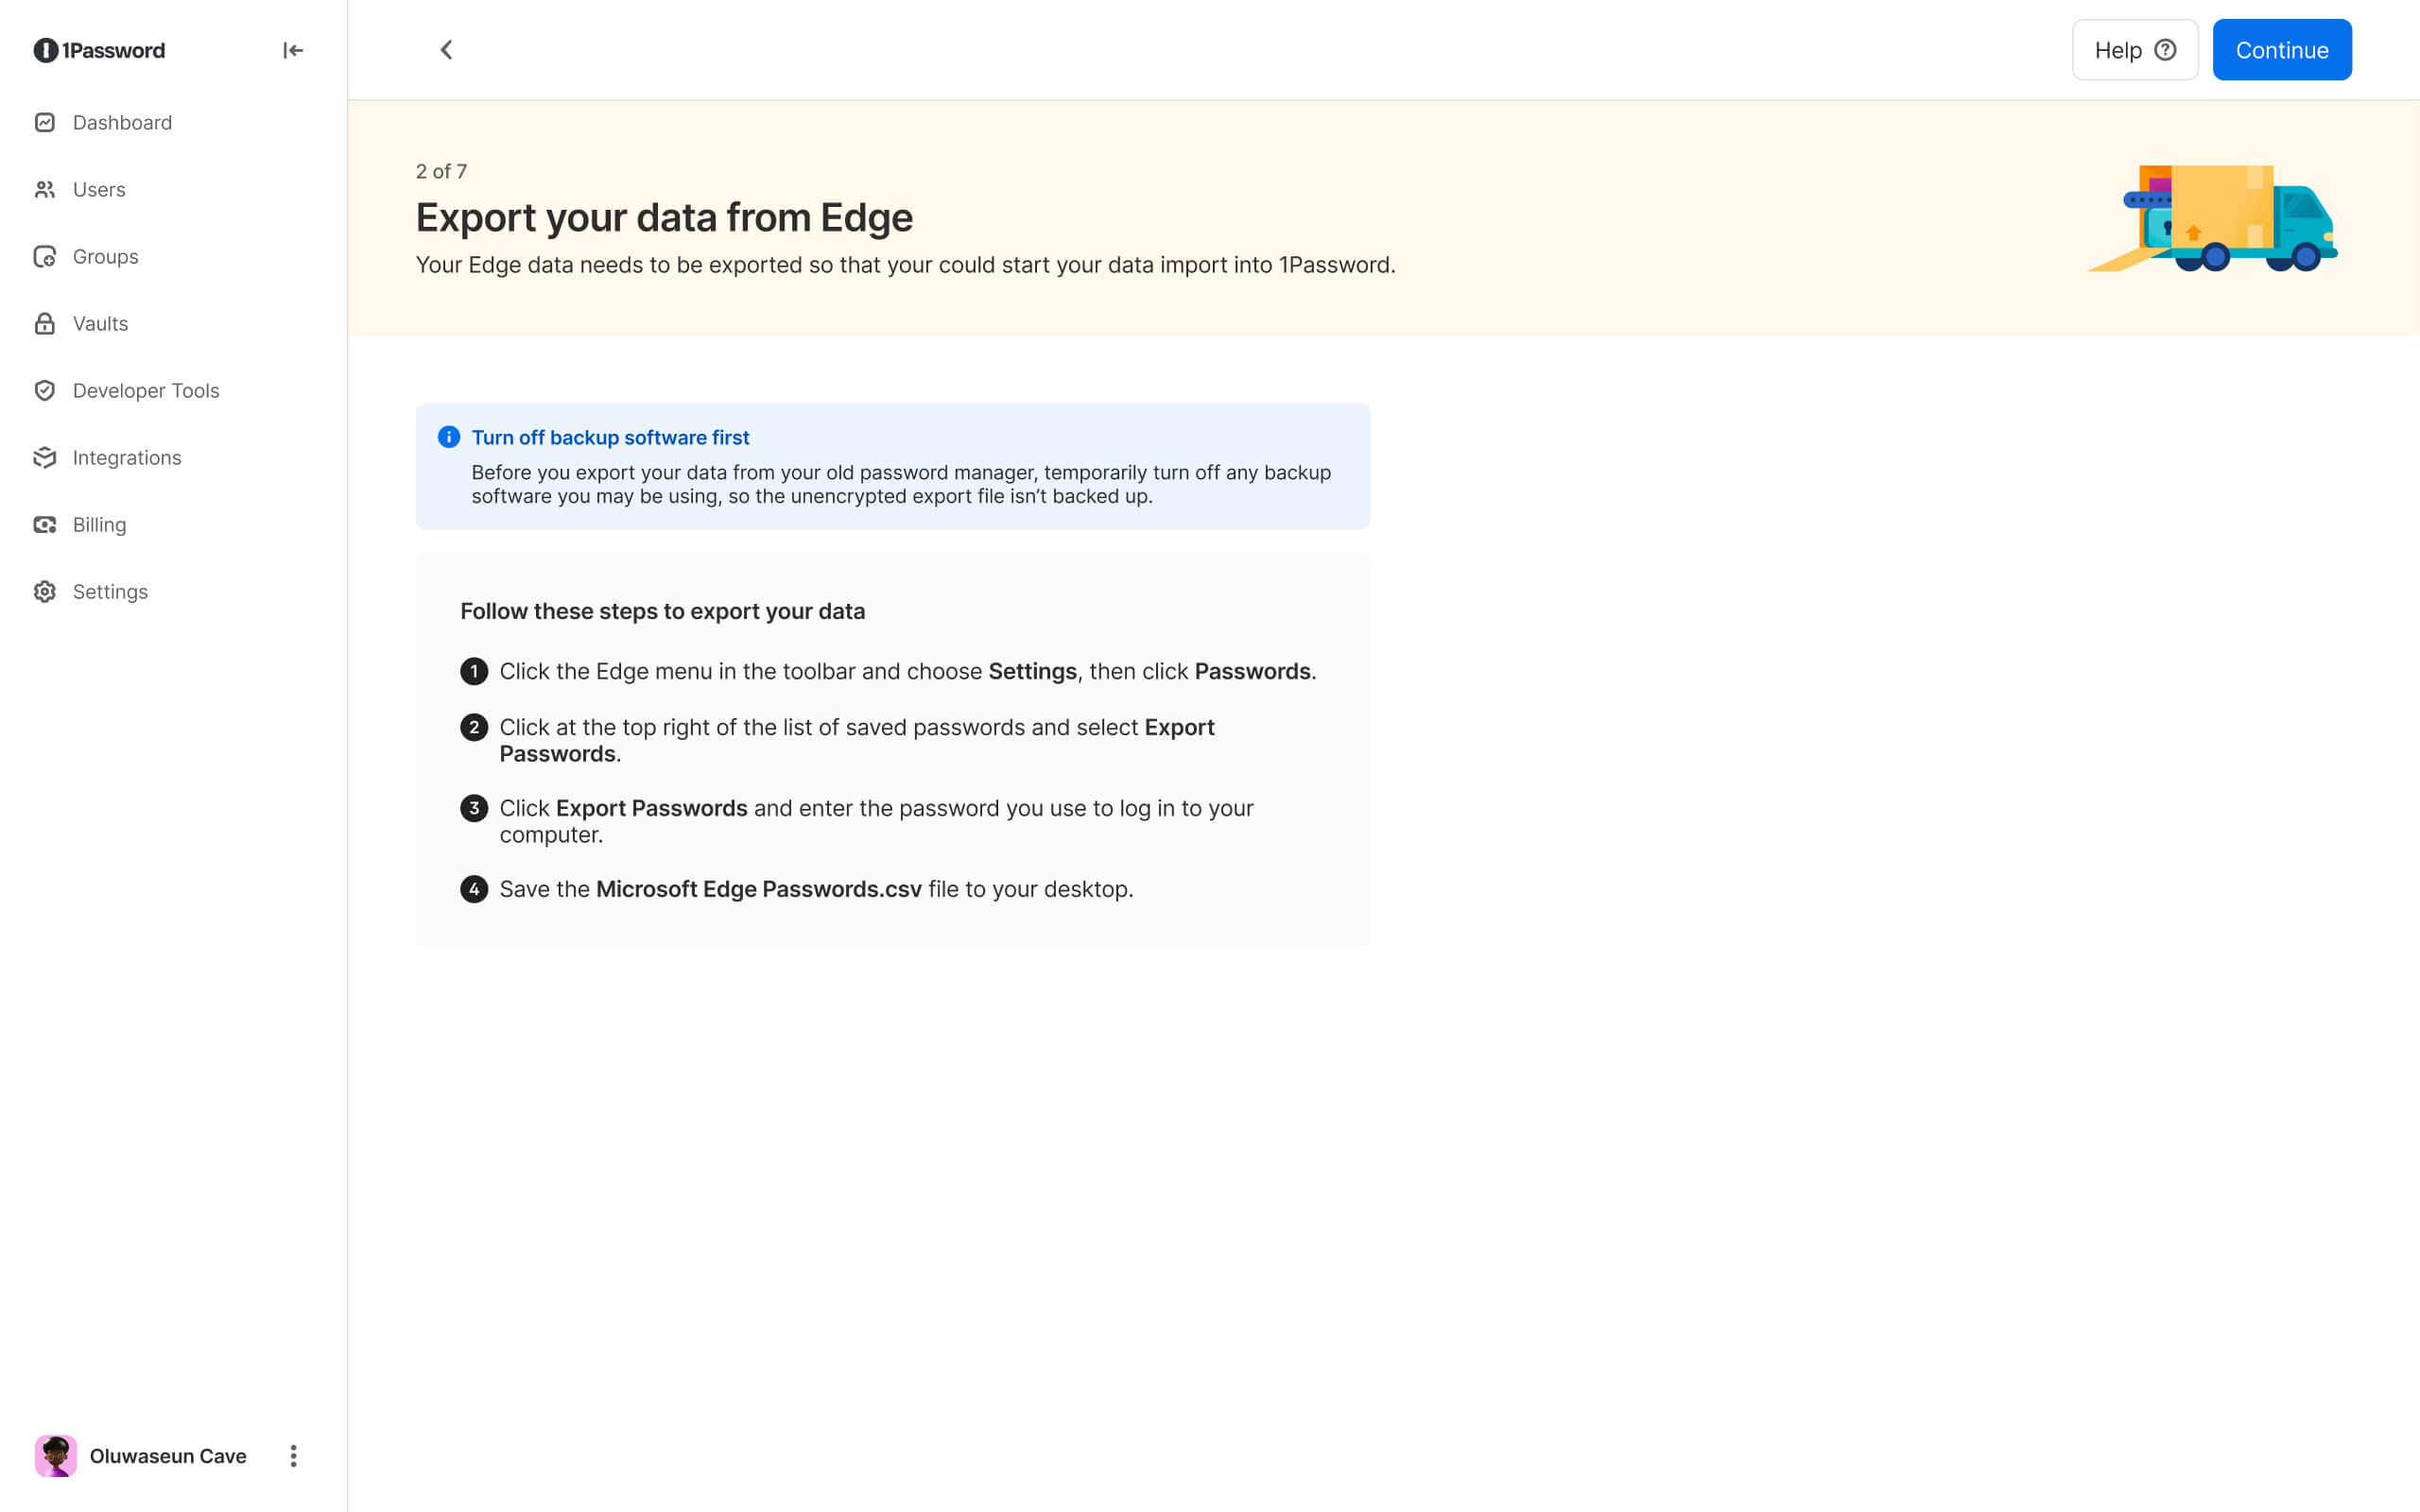 1Password
Dashboard
Users
Groups
Vaults
Developer Tools
Integrations
Billing
Settings
Oluwaseun Cave
Help
Continue
2 of 7
Export your data from Edge
Your Edge data needs to be exported so that your could start your data import into 1Password.
Turn off backup software first
Before you export your data from your old password manager, temporarily turn off any backup
software you may be using, so the unencrypted export file isn’t backed up.
Follow these steps to export your data
1 Click the Edge menu in the toolbar and choose Settings, then click Passwords.
2 Click at the top right of the list of saved passwords and select Export
Passwords.
3 Click Export Passwords and enter the password you use to log in to your
computer.
4 Save the Microsoft Edge Passwords.csv file to your desktop.